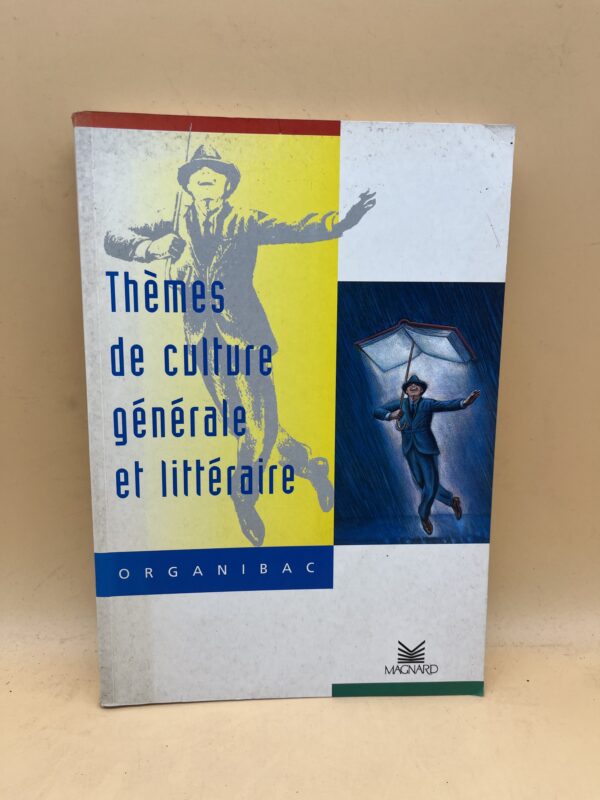 Thèmes
de culture
générale
et littéraire
ORGANIBAC
MAGNARD